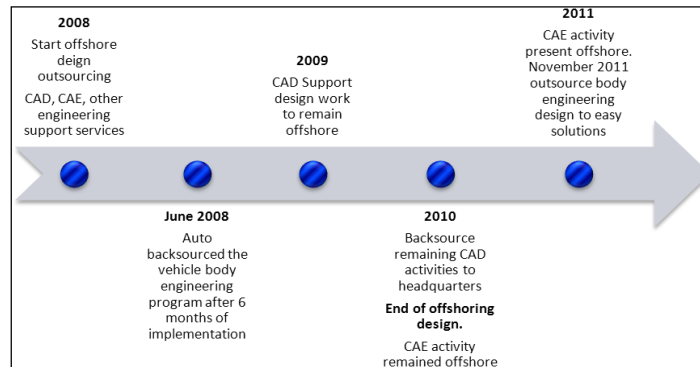 2008
Start offshore
deign
outsourcing
CAD, CAE, other
engineering
support services
June 2008
Auto
backsourced the
vehicle body
engineering
program after 6
months of
implementation
2009
CAD Support
design work
to remain
offshore
2010
Backsource
remaining CAD
activities to
headquarters
End of offshoring
design.
CAE activity
remained offshore
2011
CAE activity
present offshore.
November 2011
outsource body
engineering
design to easy
solutions